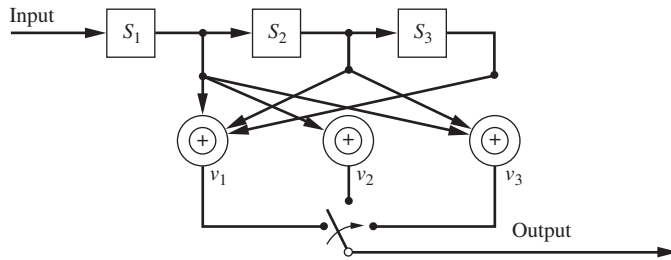 Input
S1
S2
S3
+
+
+
v1
v2
v3
Output